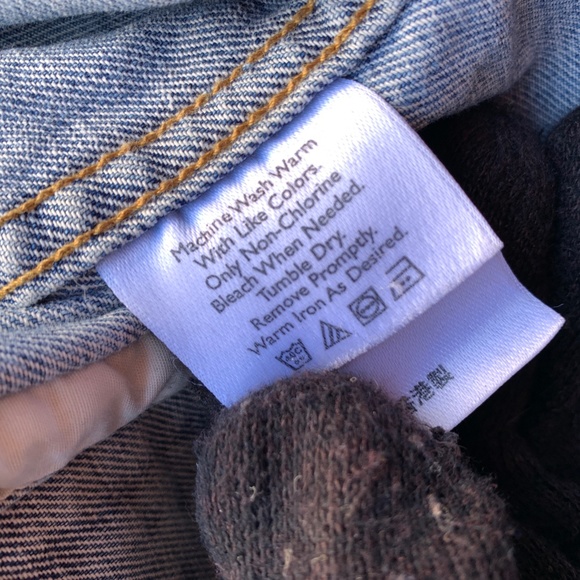 Machine Wash Warm
With Like Colors.
Only Non-Chlorine
Bleach When Needed.
Tumble Dry.
Remove Promptly.
Warm Iron As Desired.
港製